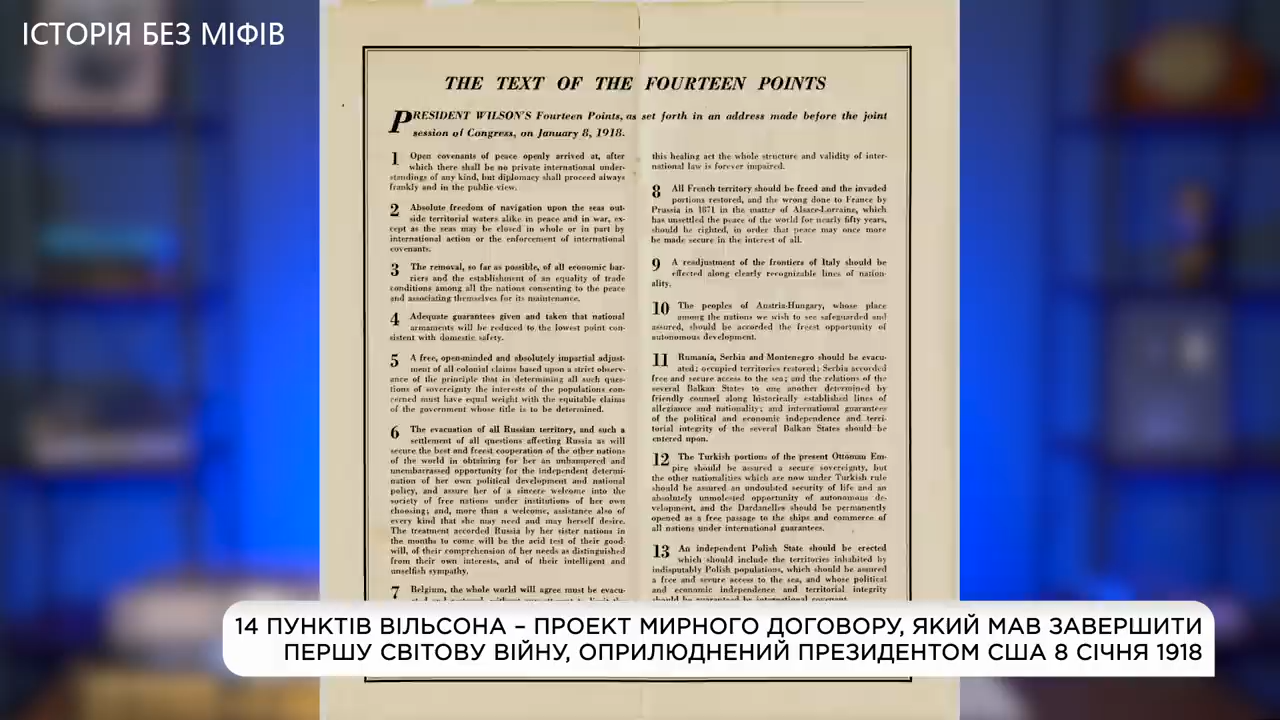 ІСТОРІЯ БЕЗ МІФІВ
THE TEXT OF THE FOURTEEN POINTS
PRESIDENT WILSON'S Fourteen Points, as set forth in an address made before the joint
session of Congress, on January 8, 1918.
1 Open covenants of peace openly arrived at, after
which there shall be no private international under-
standings of any kind, but diplomacy shall proceed always
frankly and in the public view.
2 Absolute freedom of navigation upon the seas out-
side territorial waters alike in peace and in war, ex-
cept as the seas may be closed in whole or in part by
international action or the enforcement of international
covenants.
3 The removal, so far as possible, of all economic bar-
riers and the establishment of an equality of trade
conditions among all the nations consenting to the peace
and associating themselves for its maintenance.
4 Adequate guarantees given and taken that national
armaments will be reduced to the lowest point con-
sistent with domestic safety.
5 A free, open-minded and absolutely impartial adjust-
ment of all colonial claims based upon a strict observ-
ance of the principle that in determining all such ques-
tions of sovereignty the interests of the populations con-
cerned must have equal weight with the equitable claims
of the government whose title is to be determined.
6 The evacuation of all Russian territory, and such a
settlement of all questions affecting Russia as will
secure the best and freest cooperation of the other nations
of the world in obtaining for her an unhampered and
unembarrassed opportunity for the independent determi-
nation of her own political development and national
policy, and assure her of a sincere welcome into the
society of free nations under institutions of her own
choosing; and, more than a welcome, assistance also of
every kind that she may need and may herself desire.
The treatment accorded Russia by her sister nations in
the months to come will be the acid test of their good-
will, of their comprehension of her needs as distinguished
from their own interests, and of their intelligent and
unselfish sympathy.
7 Belgium, the whole world will agree must be evacu-
this healing act the whole structure and validity of inter-
national law is forever impaired.
8 All French territory should be freed and the invaded
portions restored, and the wrong done to France by
Prussia in 1871 in the matter of Alsace-Lorraine, which
has unsettled the peace of the world for nearly fifty years,
should be righted, in order that peace may once more
be made secure in the interest of all.
9 A readjustment of the frontiers of Italy should be
effected along clearly recognizable lines of nation-
ality.
10 The peoples of Austria-Hungary, whose place
among the nations we wish to see safeguarded and
assured, should be accorded the freest opportunity of
autonomous development.
11 Rumania, Serbia and Montenegro should be evacu-
ated; occupied territories restored; Serbia accorded
free and secure access to the sea; and the relations of the
several Balkan States to one another determined by
friendly counsel along historically established lines of
allegiance and nationality; and international guarantees
of the political and economic independence and terri-
torial integrity of the several Balkan States should be
entered upon.
12 The Turkish portions of the present Ottoman Em-
pire should be assured a secure sovereignty, but
the other nationalities which are now under Turkish rule
should be assured an undoubted security of life and an
absolutely unmolested opportunity of autonomous de-
velopment, and the Dardanelles should be permanently
opened as a free passage to the ships and commerce of
all nations under international guarantees.
13 An independent Polish State should be erected
which should include the territories inhabited by
indisputably Polish populations, which should be assured
a free and secure access to the sea, and whose political
and economic independence and territorial integrity
should be guaranteed by international covenant.
14 ПУНКТІВ ВІЛЬСОНА – ПРОЕКТ МИРНОГО ДОГОВОРУ, ЯКИЙ МАВ ЗАВЕРШИТИ
ПЕРШУ СВІТОВУ ВІЙНУ, ОПРИЛЮДНЕНИЙ ПРЕЗИДЕНТОМ США 8 СІЧНЯ 1918